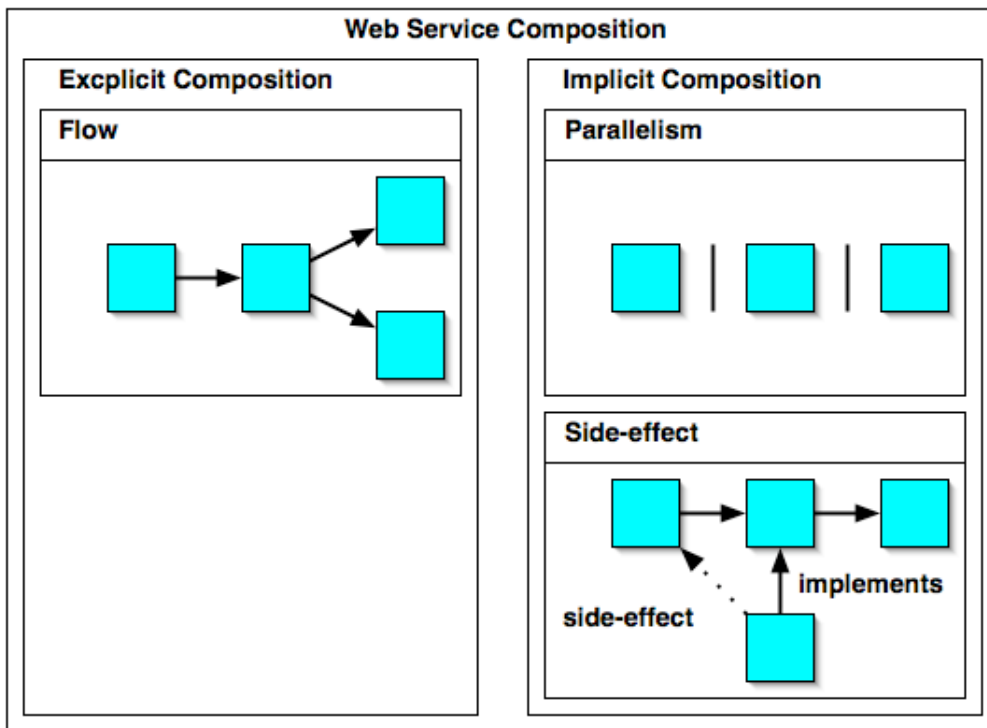 Web Service Composition
Excplicit Composition
Flow
Implicit Composition
Parallelism
Side-effect
implements
side-effect